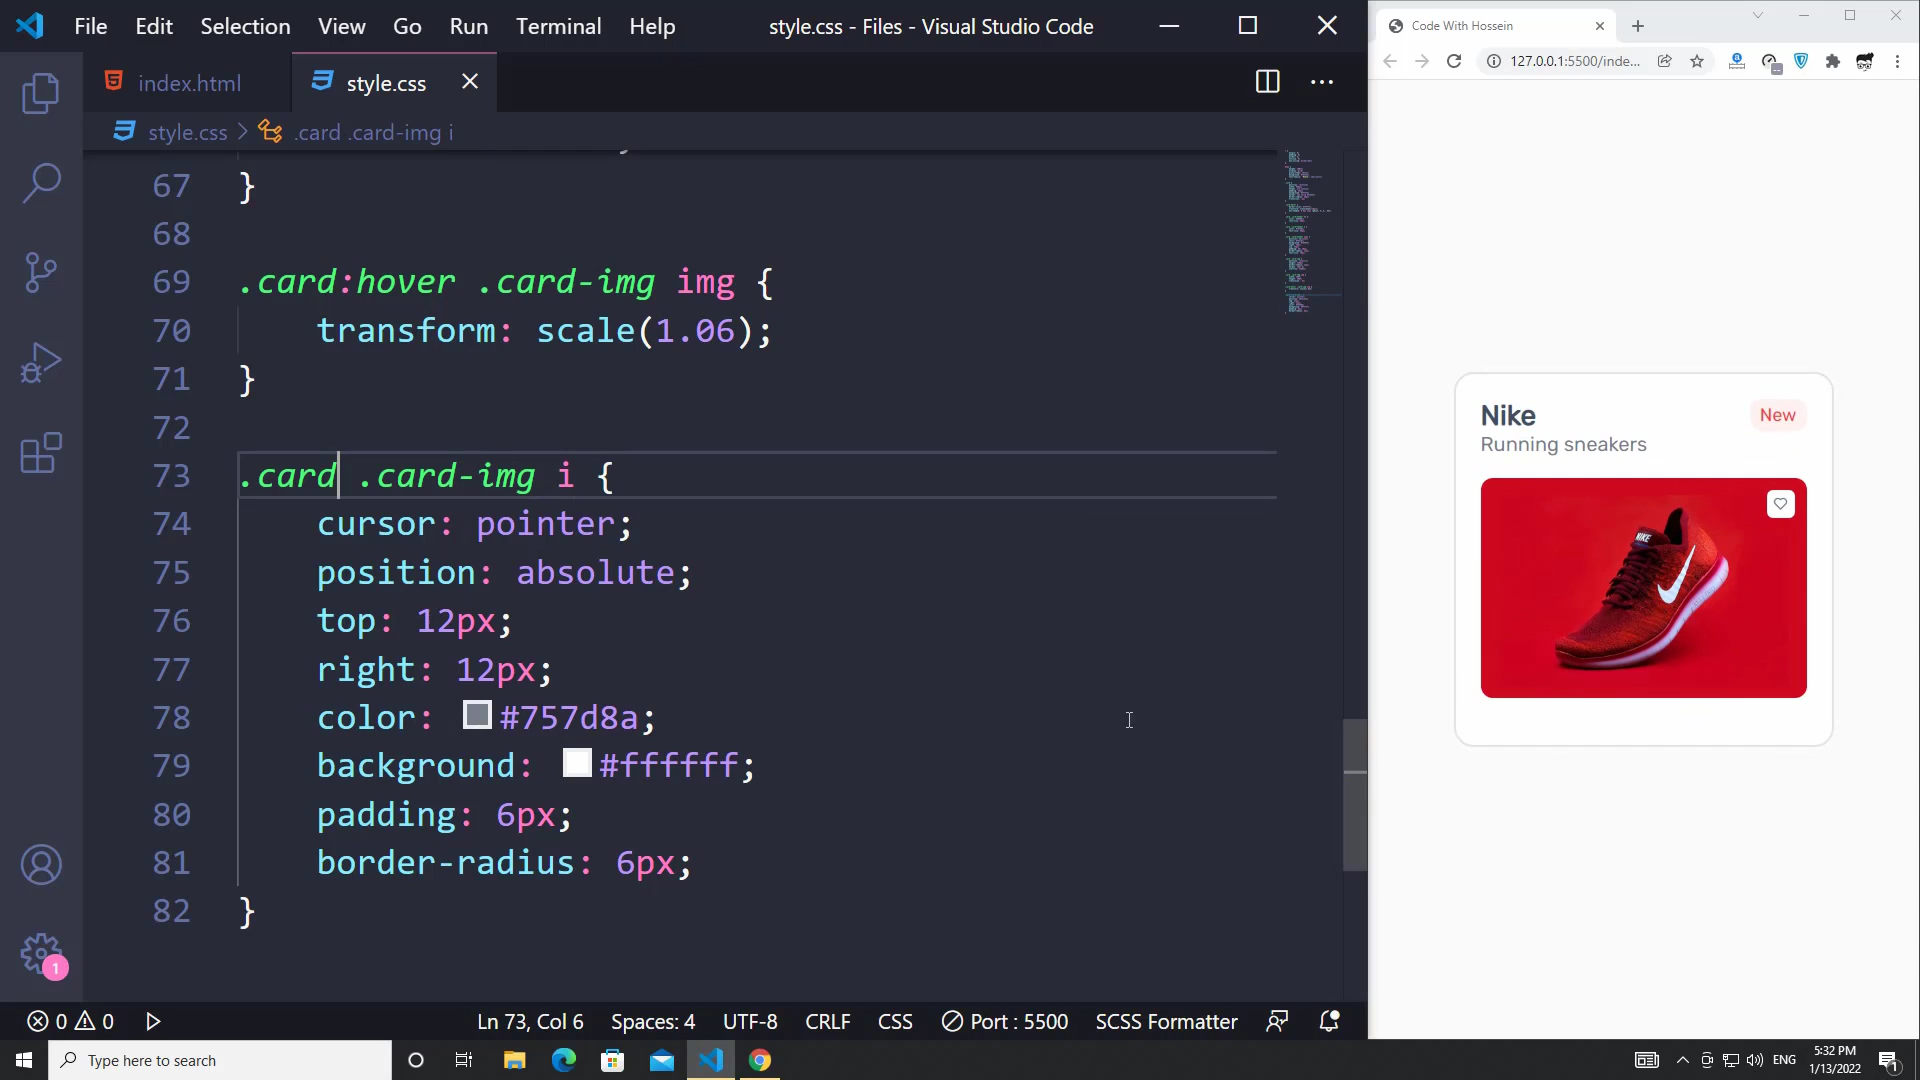 File Edit Selection View Go Run Terminal Help style.css - Files - Visual Studio Code
index.html style.css
style.css > .card .card-img i
67 }
68
69 .card:hover .card-img img {
70 transform: scale(1.06);
71 }
72
73 .card .card-img i {
74 cursor: pointer;
75 position: absolute;
76 top: 12px;
77 right: 12px;
78 color: #757d8a;
79 background: #ffffff;
80 padding: 6px;
81 border-radius: 6px;
82 }
1
0 0 Ln 73, Col 6 Spaces: 4 UTF-8 CRLF CSS Port : 5500 SCSS Formatter
Code With Hossein
127.0.0.1:5500/inde...
Nike
New
Running sneakers
NIKE
Type here to search
ENG
5:32 PM
1/13/2022
1